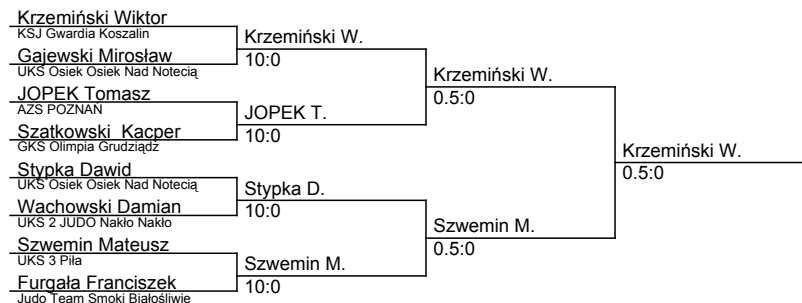 Krzemiński Wiktor
KSJ Gwardia Koszalin
Gajewski Mirosław
UKS Osiek Osiek Nad Notecią
JOPEK Tomasz
AZS POZNAŃ
Szatkowski Kacper
GKS Olimpia Grudziądz
Stypka Dawid
UKS Osiek Osiek Nad Notecią
Wachowski Damian
UKS 2 JUDO Nakło Nakło
Szwemin Mateusz
UKS 3 Piła
Furgała Franciszek
Judo Team Smoki Białośliwie
Krzemiński W.
10:0
JOPEK T.
10:0
Stypka D.
10:0
Szwemin M.
10:0
Krzemiński W.
0.5:0
Szwemin M.
0.5:0
Krzemiński W.
0.5:0